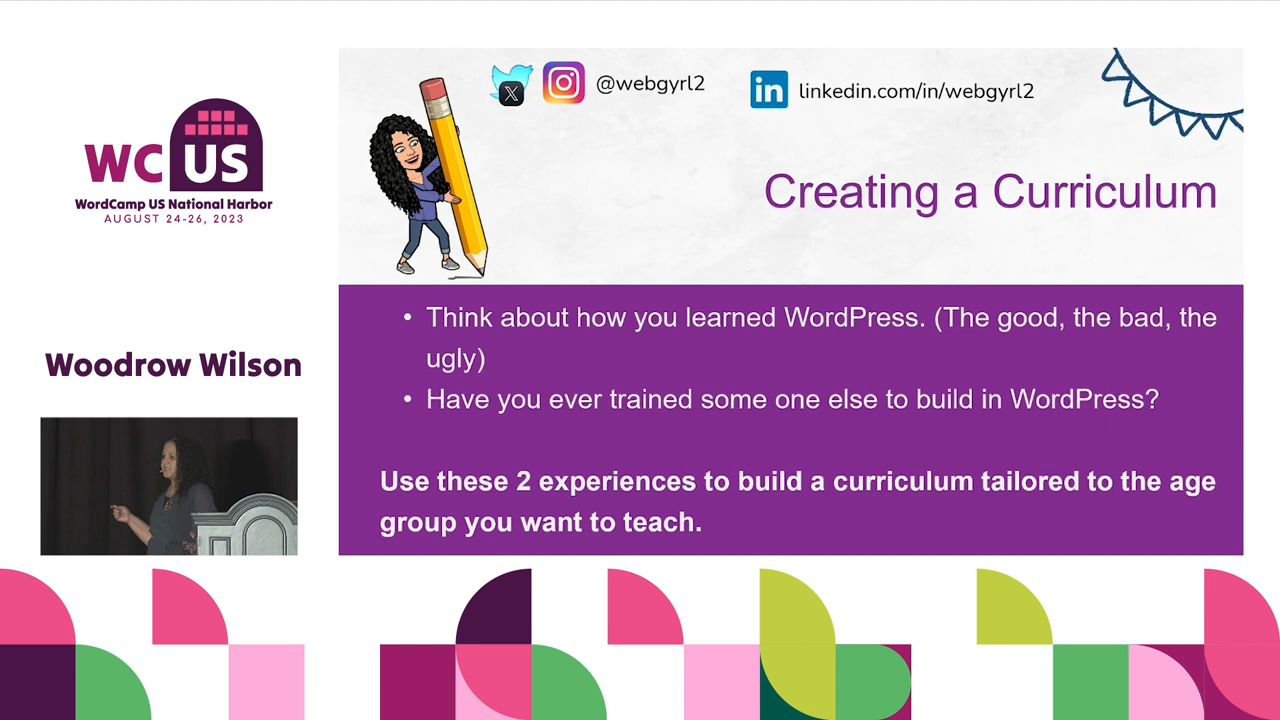 WC US
WordCamp US National Harbor
AUGUST 24-26, 2023
Woodrow Wilson
@webgyrl2
linkedin.com/in/webgyrl2
Creating a Curriculum
• Think about how you learned WordPress. (The good, the bad, the
ugly)
• Have you ever trained some one else to build in WordPress?
Use these 2 experiences to build a curriculum tailored to the age
group you want to teach.